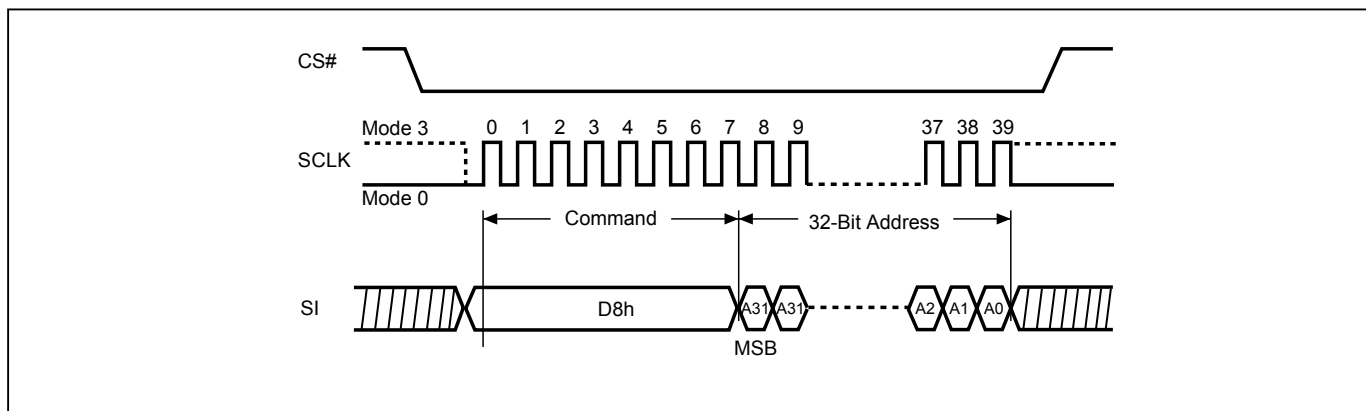 CS#
Mode 3
0 1 2 3 4 5 6 7 8 9 37 38 39
SCLK
Mode 0
Command
32-Bit Address
SI
D8h
A31 A31 A2 A1 A0
MSB